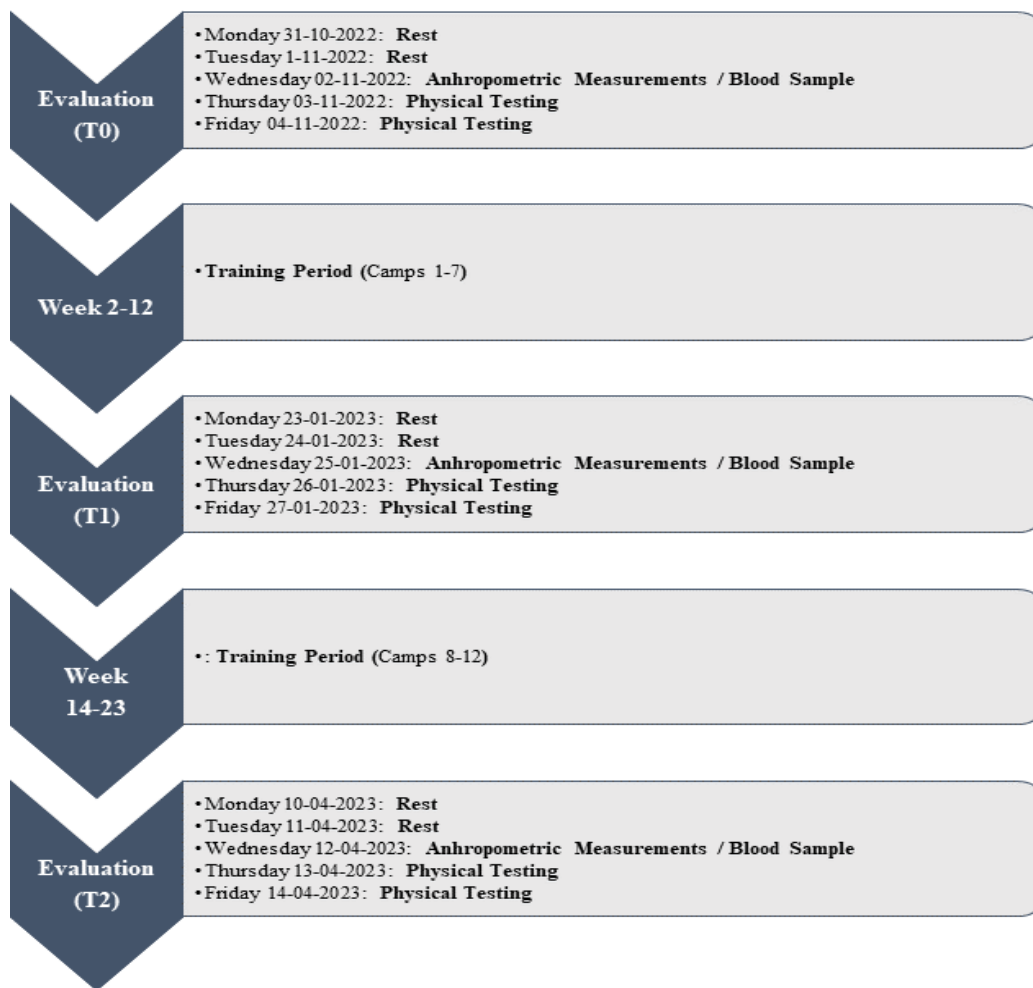 Evaluation
(T0)
•Monday 31-10-2022: Rest
•Tuesday 1-11-2022: Rest
•Wednesday 02-11-2022: Anhropometric Measurements / Blood Sample
•Thursday 03-11-2022: Physical Testing
•Friday 04-11-2022: Physical Testing
Week 2-12
•Training Period (Camps 1-7)
Evaluation
(T1)
•Monday 23-01-2023: Rest
•Tuesday 24-01-2023: Rest
•Wednesday 25-01-2023: Anhropometric Measurements / Blood Sample
•Thursday 26-01-2023: Physical Testing
•Friday 27-01-2023: Physical Testing
Week
14-23
•: Training Period (Camps 8-12)
Evaluation
(T2)
•Monday 10-04-2023: Rest
•Tuesday 11-04-2023: Rest
•Wednesday 12-04-2023: Anhropometric Measurements / Blood Sample
•Thursday 13-04-2023: Physical Testing
•Friday 14-04-2023: Physical Testing